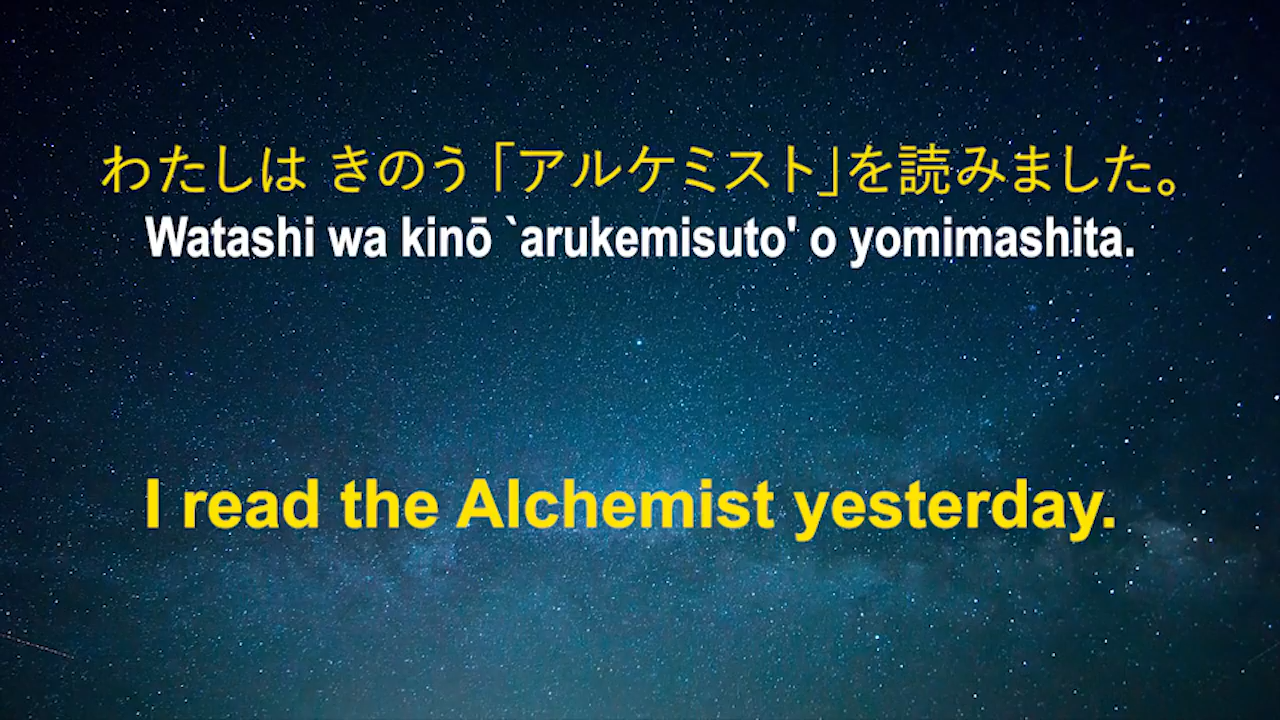 わたしは きのう 「アルケミスト」を読みました。
Watashi wa kinō `arukemisuto' o yomimashita.
I read the Alchemist yesterday.